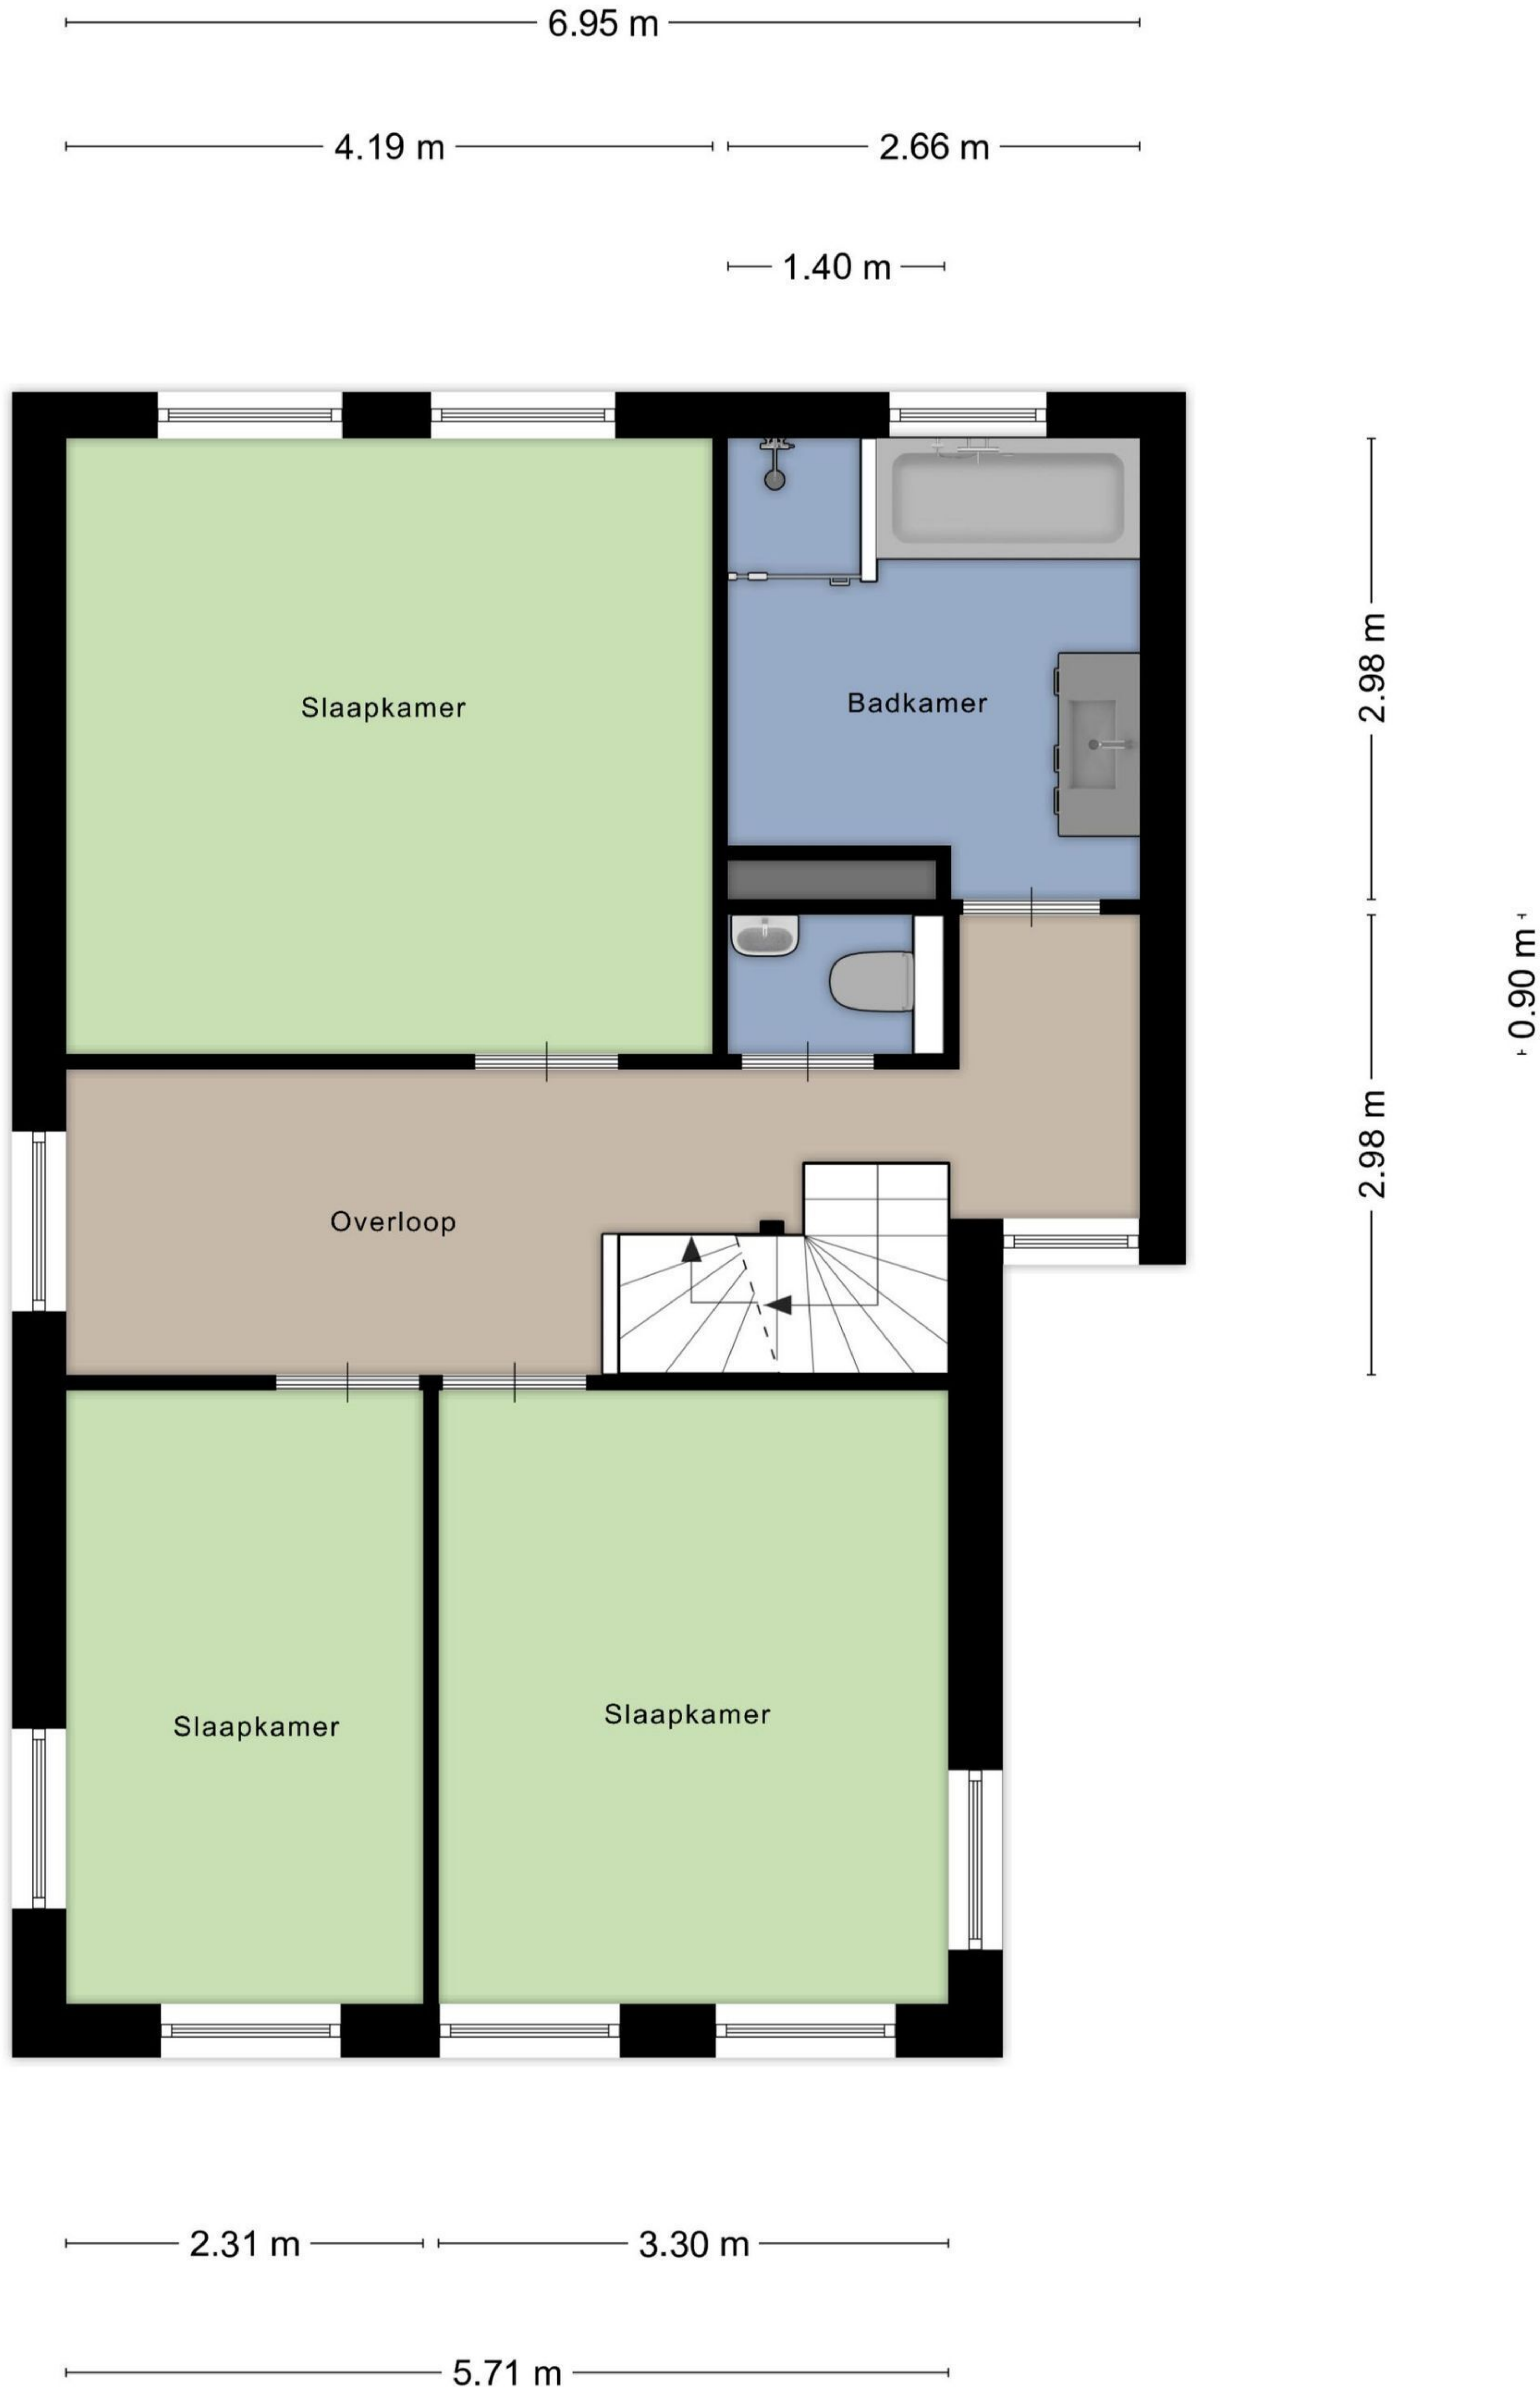 6.95 m
4.19 m
2.66 m
1.40 m
Slaapkamer
Badkamer
2.98 m
0.90 m
2.98 m
Overloop
Slaapkamer
Slaapkamer
2.31 m
3.30 m
5.71 m